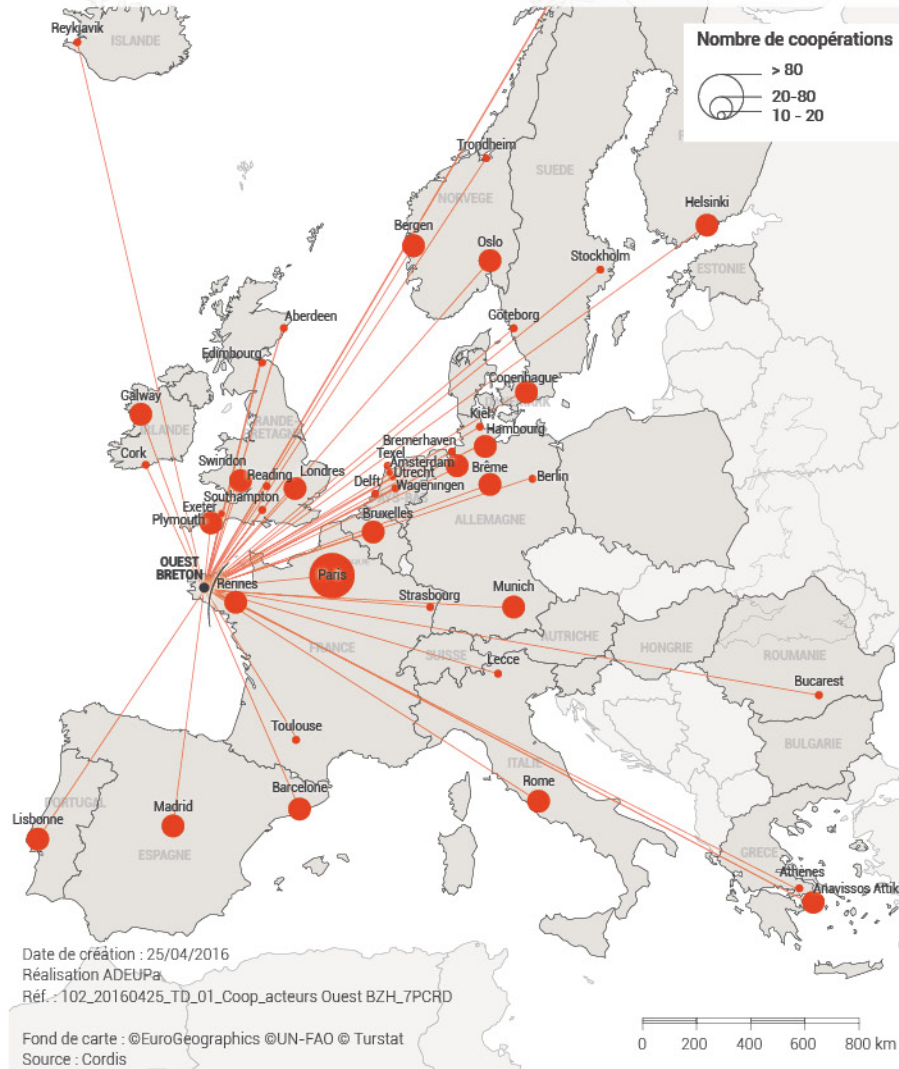 Reykjavik
ISLANDE
Nombre de coopérations
> 80
20-80
10 - 20
Trondheim
SUEDE
NORVEGE
Helsinki
Bergen
Oslo
Stockholm
ESTONIE
Aberdeen
Göteborg
Edimbourg
Copenhague
Galway
Kiel
Hambourg
IRLANDE
GRANDE-
BRETAGNE
Bremerhaven
Cork
Swindon
Texel
Reading
Londres
Amsterdam
Brême
Utrecht
Berlin
Southampton
Delft
Wageningen
Exeter
Plymouth
Bruxelles
ALLEMAGNE
OUEST
BRETON
Paris
Rennes
Strasbourg
Munich
FRANCE
AUTRICHE
SUISSE
HONGRIE
ROUMANIE
Lecce
Bucarest
Toulouse
BULGARIE
ITALIE
Barcelone
Rome
PORTUGAL
Madrid
Lisbonne
ESPAGNE
GRECE
Athènes
Anavissos Attik
Date de création : 25/04/2016
Réalisation ADEUPa
Réf. : 102_20160425_TD_01_Coop_acteurs Ouest BZH_7PCRD
Fond de carte : ©EuroGeographics ©UN-FAO © Turstat
Source : Cordis
0 200 400 600 800 km